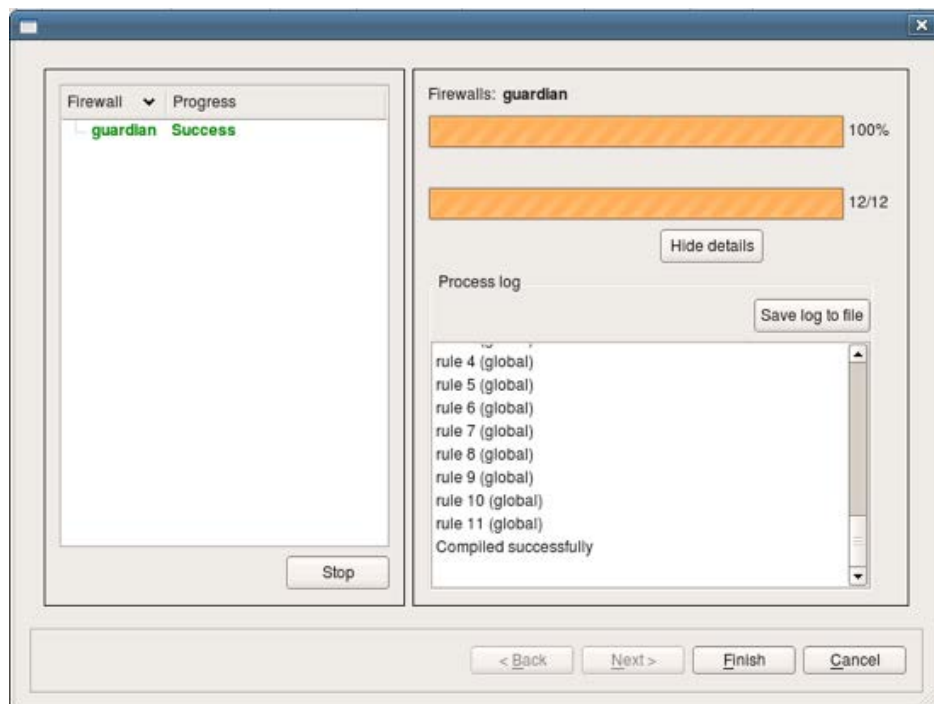 Firewall Progress
guardian Success
Stop
Firewalls: guardian
100%
12/12
Hide details
Process log
Save log to file
rule 4 (global)
rule 5 (global)
rule 6 (global)
rule 7 (global)
rule 8 (global)
rule 9 (global)
rule 10 (global)
rule 11 (global)
Compiled successfully
< Back Next > Finish Cancel